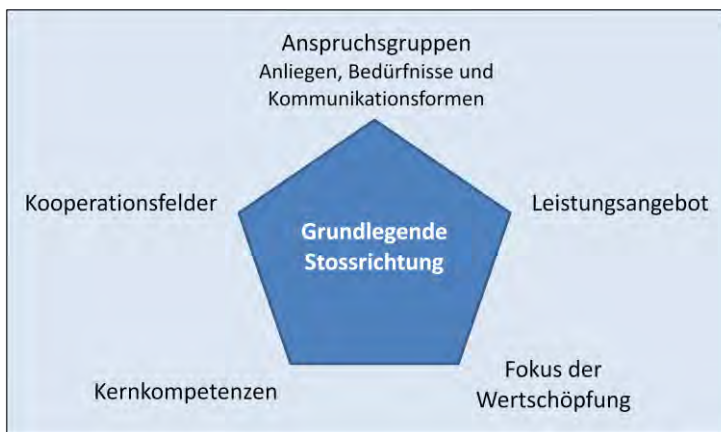 Anspruchsgruppen
Anliegen, Bedürfnisse und
Kommunikationsformen
Kooperationsfelder
Leistungsangebot
Grundlegende
Stossrichtung
Kernkompetenzen
Fokus der
Wertschöpfung